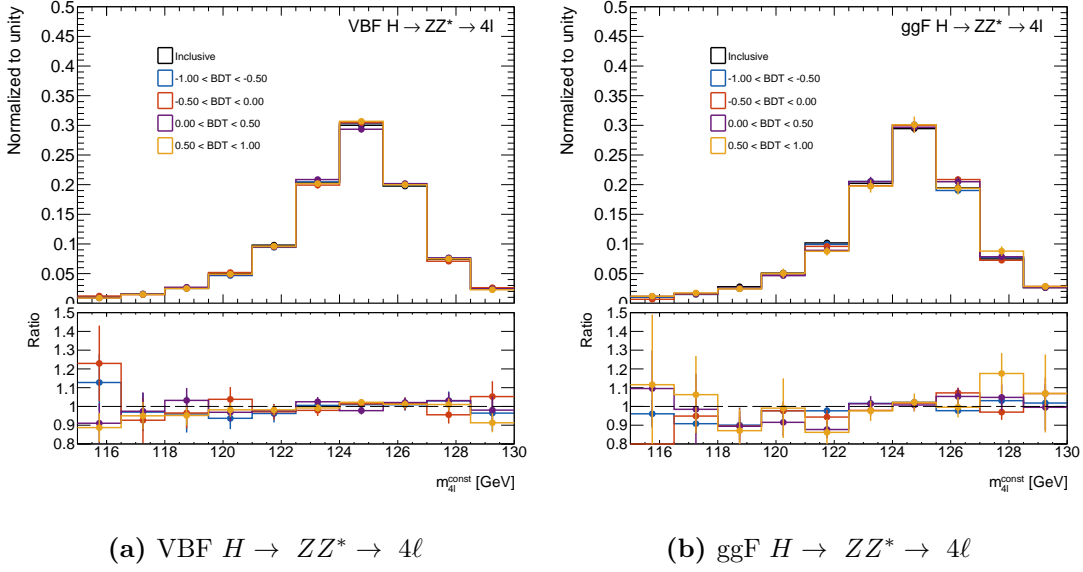 Normalized to unity
0.5
0.45
0.4
0.35
0.3
0.25
0.2
0.15
0.1
0.05
0
VBF H → ZZ* → 4l
Inclusive
-1.00 < BDT < -0.50
-0.50 < BDT < 0.00
0.00 < BDT < 0.50
0.50 < BDT < 1.00
Ratio
1.5
1.4
1.3
1.2
1.1
1
0.9
0.8
116 118 120 122 124 126 128 130
m_{4l}^{const} [GeV]
(a) VBF H → ZZ* → 4ℓ
Normalized to unity
0.5
0.45
0.4
0.35
0.3
0.25
0.2
0.15
0.1
0.05
0
ggF H → ZZ* → 4l
Inclusive
-1.00 < BDT < -0.50
-0.50 < BDT < 0.00
0.00 < BDT < 0.50
0.50 < BDT < 1.00
Ratio
1.5
1.4
1.3
1.2
1.1
1
0.9
0.8
116 118 120 122 124 126 128 130
m_{4l}^{const} [GeV]
(b) ggF H → ZZ* → 4ℓ